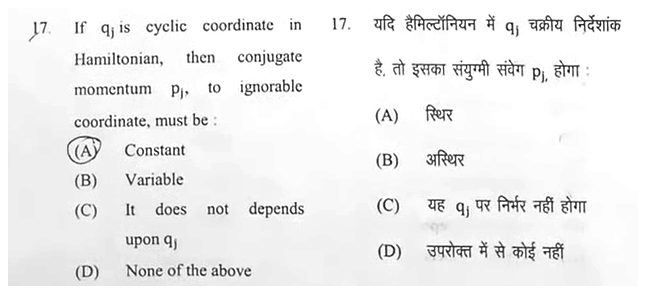 17. If qj is cyclic coordinate in
Hamiltonian, then conjugate
momentum pj, to ignorable
coordinate, must be :
(A) Constant
(B) Variable
(C) It does not depends
upon qj
(D) None of the above
17. यदि हैमिल्टॉनियन में qj चक्रीय निर्देशांक
है, तो इसका संयुग्मी संवेग pj, होगा :
(A) स्थिर
(B) अस्थिर
(C) यह qj पर निर्भर नहीं होगा
(D) उपरोक्त में से कोई नहीं